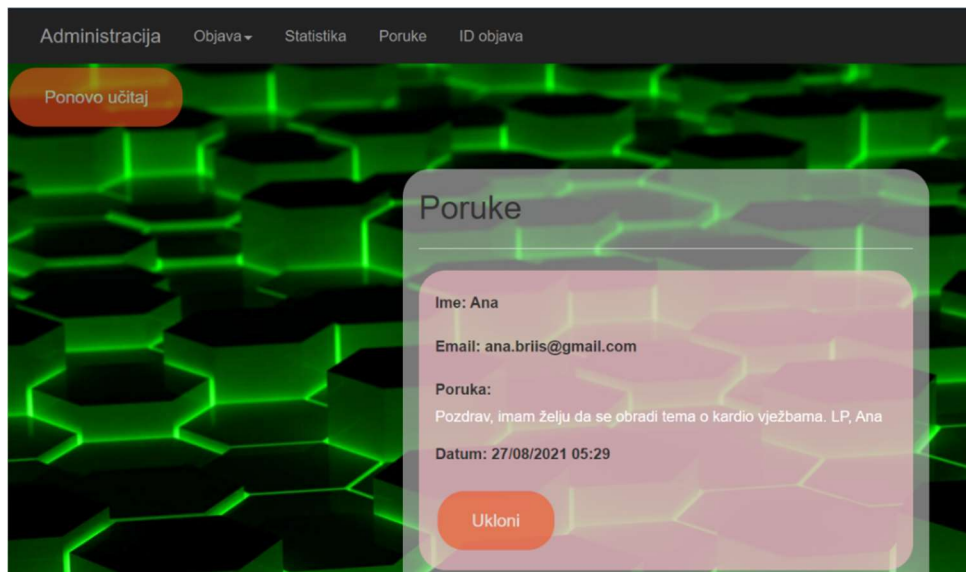 Administracija Objava Statistika Poruke ID objava
Ponovo učitaj
Poruke
Ime: Ana
Email: ana.briis@gmail.com
Poruka:
Pozdrav, imam želju da se obradi tema o kardio vježbama. LP, Ana
Datum: 27/08/2021 05:29
Ukloni